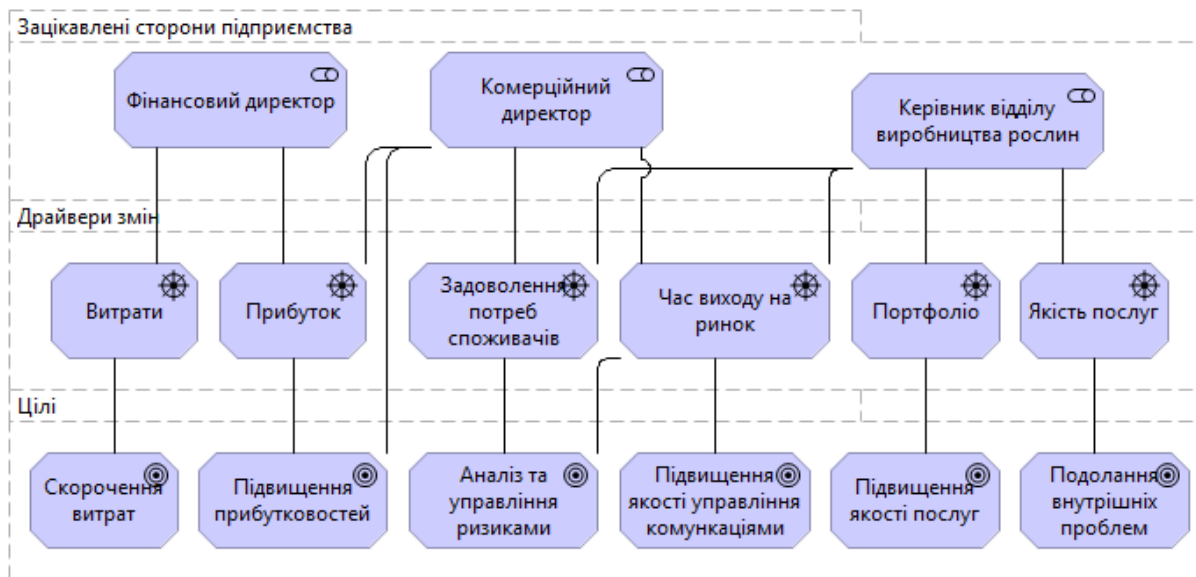 Зацікавлені сторони підприємства
Фінансовий директор
Комерційний
директор
Керівник відділу
виробництва рослин
Драйвери змін
Витрати
Прибуток
Задоволення
потреб
споживачів
Час виходу на
ринок
Портфоліо
Якість послуг
Цілі
Скорочення
витрат
Підвищення
прибутковостей
Аналіз та
управління
ризиками
Підвищення
якості управління
комункаціями
Підвищення
якості послуг
Подолання
внутрішніх
проблем